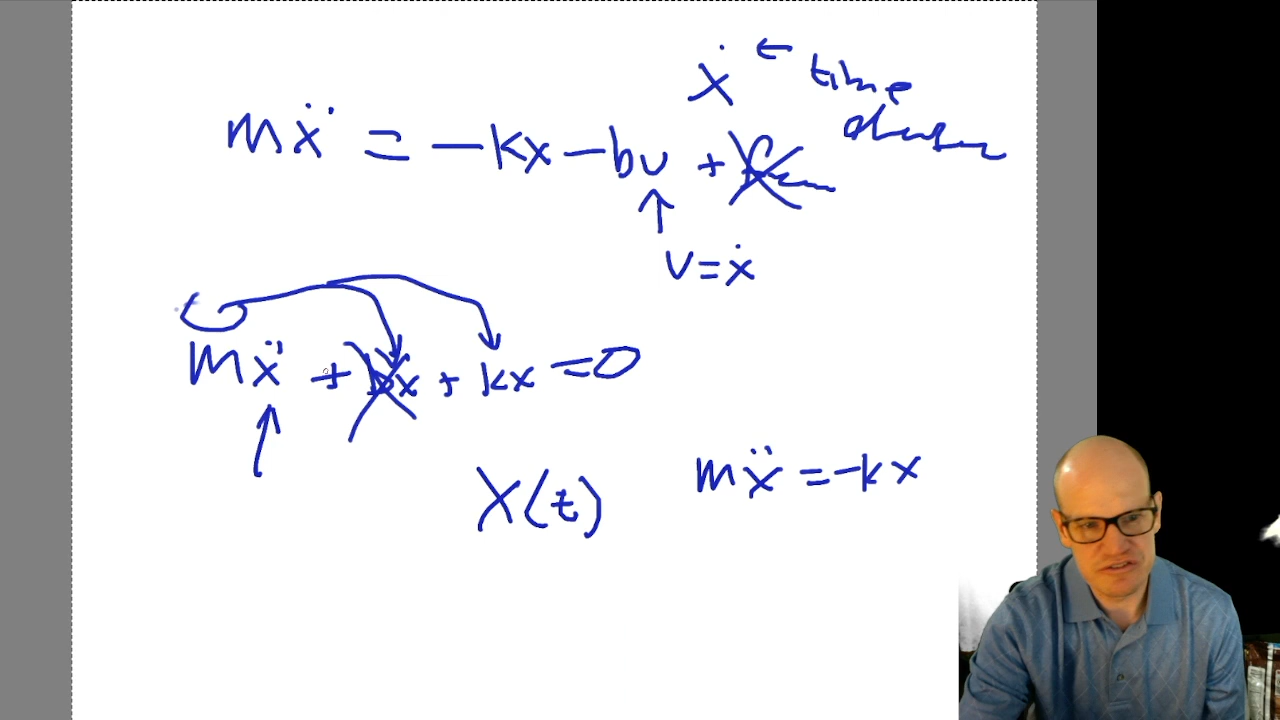 ẋ ← time
mẍ = -kx - bv +
↑
v = ẋ
mẍ + bẋ + kx = 0
↑
mẍ = -kx
x(t)